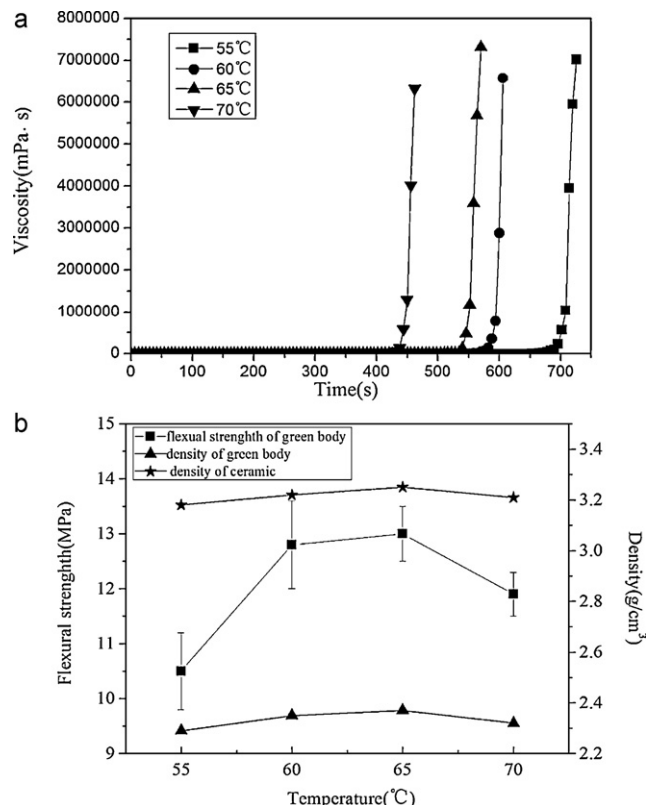 a
8000000
7000000
6000000
5000000
4000000
3000000
2000000
1000000
0
Viscosity(mPa· s)
55℃
60℃
65℃
70℃
0 100 200 300 400 500 600 700
Time(s)
b
15
14
13
12
11
10
9
Flexural strenghth(MPa)
flexual strenghth of green body
density of green body
density of ceramic
3.4
3.2
3.0
2.8
2.6
2.4
2.2
Density(g/cm³)
55 60 65 70
Temperature(℃)